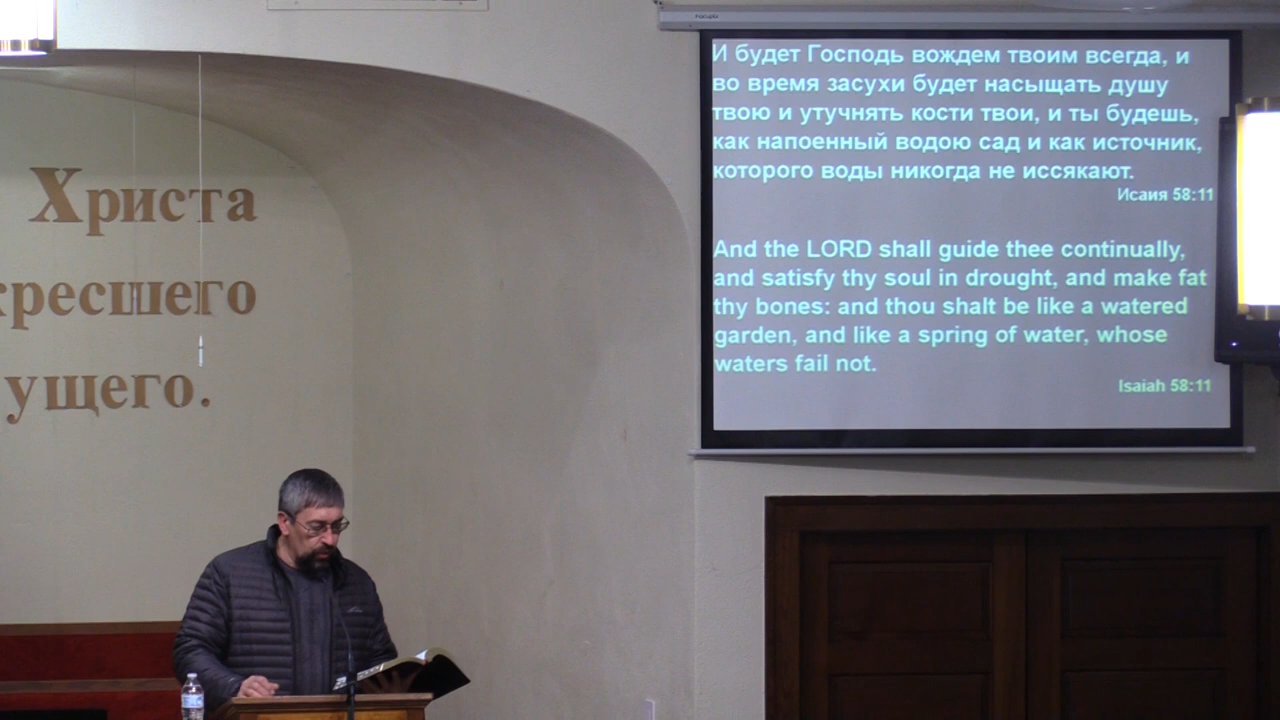 Христа
кресшего
ущего.
И будет Господь вождем твоим всегда, и
во время засухи будет насыщать душу
твою и утучнять кости твои, и ты будешь,
как напоенный водою сад и как источник,
которого воды никогда не иссякают.
Исаия 58:11
And the LORD shall guide thee continually,
and satisfy thy soul in drought, and make fat
thy bones: and thou shalt be like a watered
garden, and like a spring of water, whose
waters fail not.
Isaiah 58:11